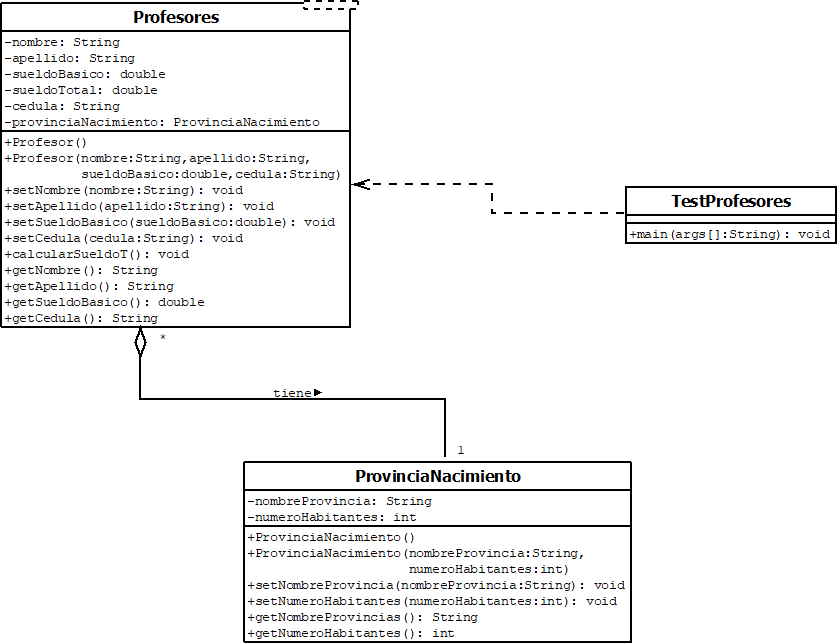 Profesores
-nombre: String
-apellido: String
-sueldoBasico: double
-sueldoTotal: double
-cedula: String
-provinciaNacimiento: ProvinciaNacimiento
+Profesor()
+Profesor(nombre:String,apellido:String,
sueldoBasico:double,cedula:String)
+setNombre(nombre:String): void
+setApellido(apellido:String): void
+setSueldoBasico(sueldoBasico:double): void
+setCedula(cedula:String): void
+calcularSueldoT(): void
+getNombre(): String
+getApellido(): String
+getSueldoBasico(): double
+getCedula(): String
TestProfesores
+main(args[]:String): void
*
tiene
1
ProvinciaNacimiento
-nombreProvincia: String
-numeroHabitantes: int
+ProvinciaNacimiento()
+ProvinciaNacimiento(nombreProvincia:String,
numeroHabitantes:int)
+setNombreProvincia(nombreProvincia:String): void
+setNumeroHabitantes(numeroHabitantes:int): void
+getNombreProvincias(): String
+getNumeroHabitantes(): int